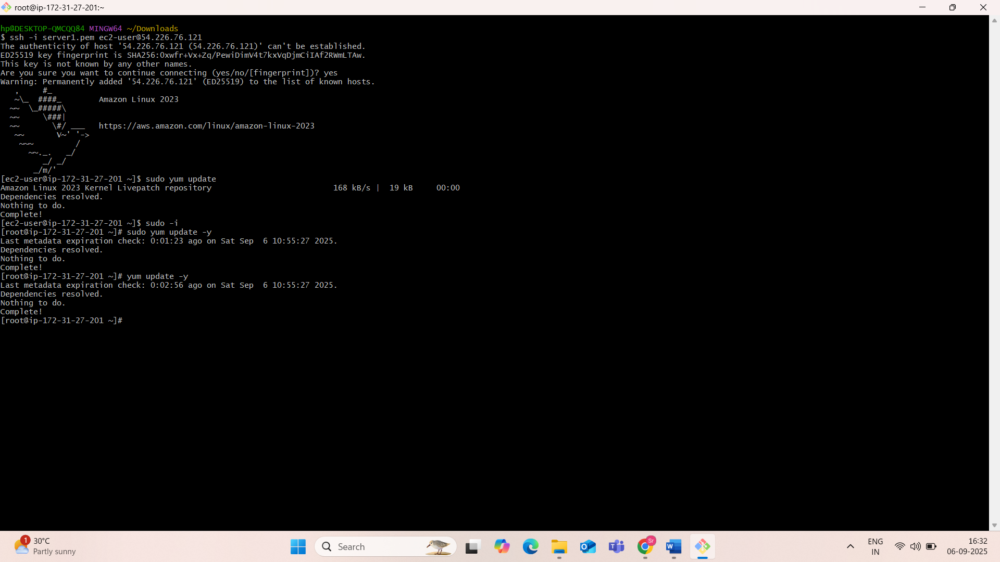 root@ip-172-31-27-201:~
hp@DESKTOP-QMCQQ84 MINGW64 ~/Downloads
$ ssh -i server1.pem ec2-user@54.226.76.121
The authenticity of host '54.226.76.121 (54.226.76.121)' can't be established.
ED25519 key fingerprint is SHA256:Oxwfr+Vx+Zq/PewiDimV4t7kxVqDjmCiIAf2RWmLTAw.
This key is not known by any other names.
Are you sure you want to continue connecting (yes/no/[fingerprint])? yes
Warning: Permanently added '54.226.76.121' (ED25519) to the list of known hosts.
   ,     #_
   ~\_  ####_        Amazon Linux 2023
  ~~  \_#####\
  ~~     \###|
  ~~       \#/ ___   https://aws.amazon.com/linux/amazon-linux-2023
   ~~       V~' '->
    ~~~         /
      ~~._.   _/
         _/ _/
       _/m/'
[ec2-user@ip-172-31-27-201 ~]$ sudo yum update
Amazon Linux 2023 Kernel Livepatch repository                          168 kB/s |  19 kB     00:00
Dependencies resolved.
Nothing to do.
Complete!
[ec2-user@ip-172-31-27-201 ~]$ sudo -i
[root@ip-172-31-27-201 ~]# sudo yum update -y
Last metadata expiration check: 0:01:23 ago on Sat Sep  6 10:55:27 2025.
Dependencies resolved.
Nothing to do.
Complete!
[root@ip-172-31-27-201 ~]# yum update -y
Last metadata expiration check: 0:02:56 ago on Sat Sep  6 10:55:27 2025.
Dependencies resolved.
Nothing to do.
Complete!
[root@ip-172-31-27-201 ~]#
1
30°C
Partly sunny
Search
Sr
ENG
IN
16:32
06-09-2025